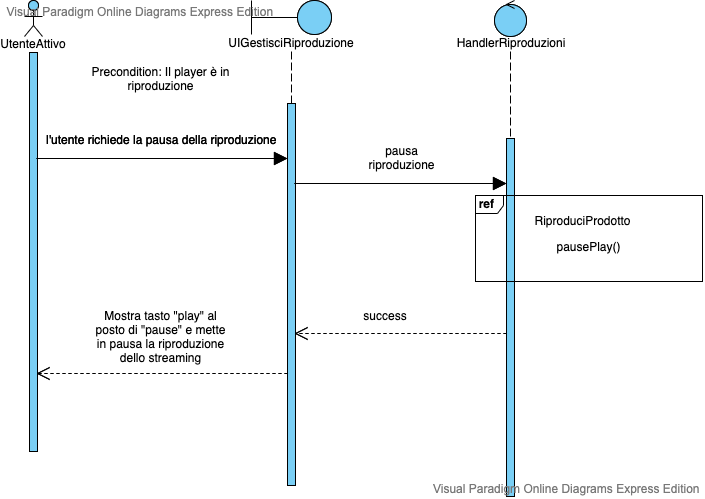 Visual Paradigm Online Diagrams Express Edition
UtenteAttivo
UIGestisciRiproduzione
HandlerRiproduzioni
Precondition: Il player è in
riproduzione
l'utente richiede la pausa della riproduzione
pausa
riproduzione
ref
RiproduciProdotto
pausePlay()
success
Mostra tasto "play" al
posto di "pause" e mette
in pausa la riproduzione
dello streaming
Visual Paradigm Online Diagrams Express Edition